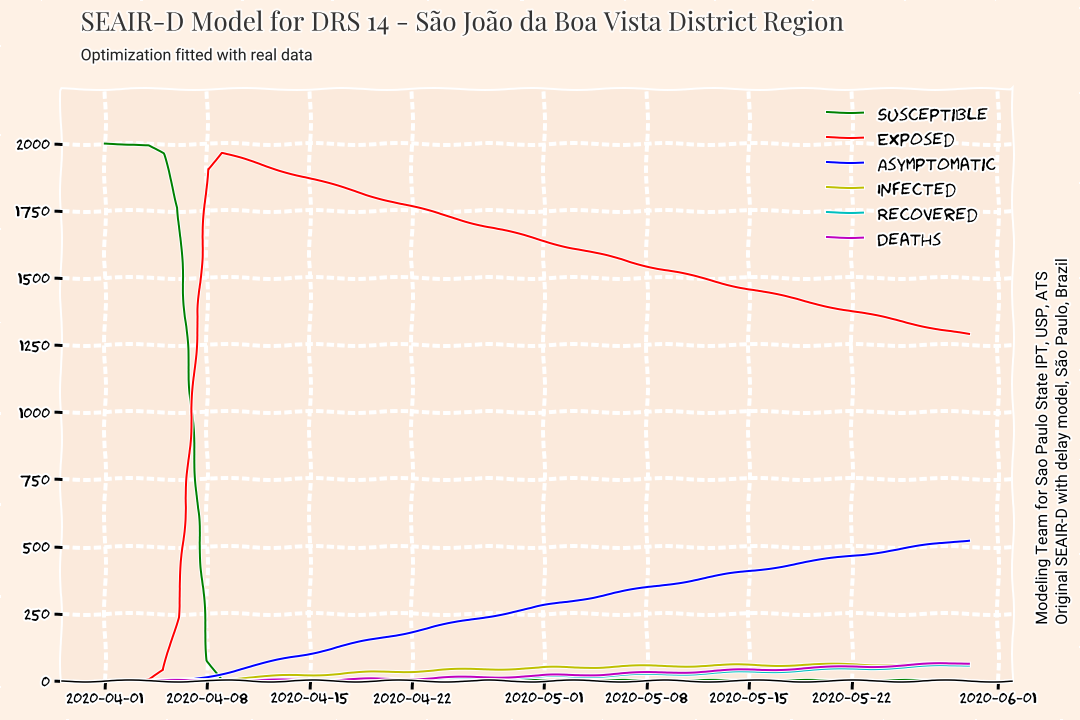 SEAIR-D Model for DRS 14 - São João da Boa Vista District Region
Optimization fitted with real data
SUSCEPTIBLE
EXPOSED
ASYMPTOMATIC
INFECTED
RECOVERED
DEATHS
2000
1750
1500
1250
1000
750
500
250
0
2020-04-01 2020-04-08 2020-04-15 2020-04-22 2020-05-01 2020-05-08 2020-05-15 2020-05-22 2020-06-01
Modeling Team for Sao Paulo State IPT, USP, ATS
Original SEAIR-D with delay model, São Paulo, Brazil